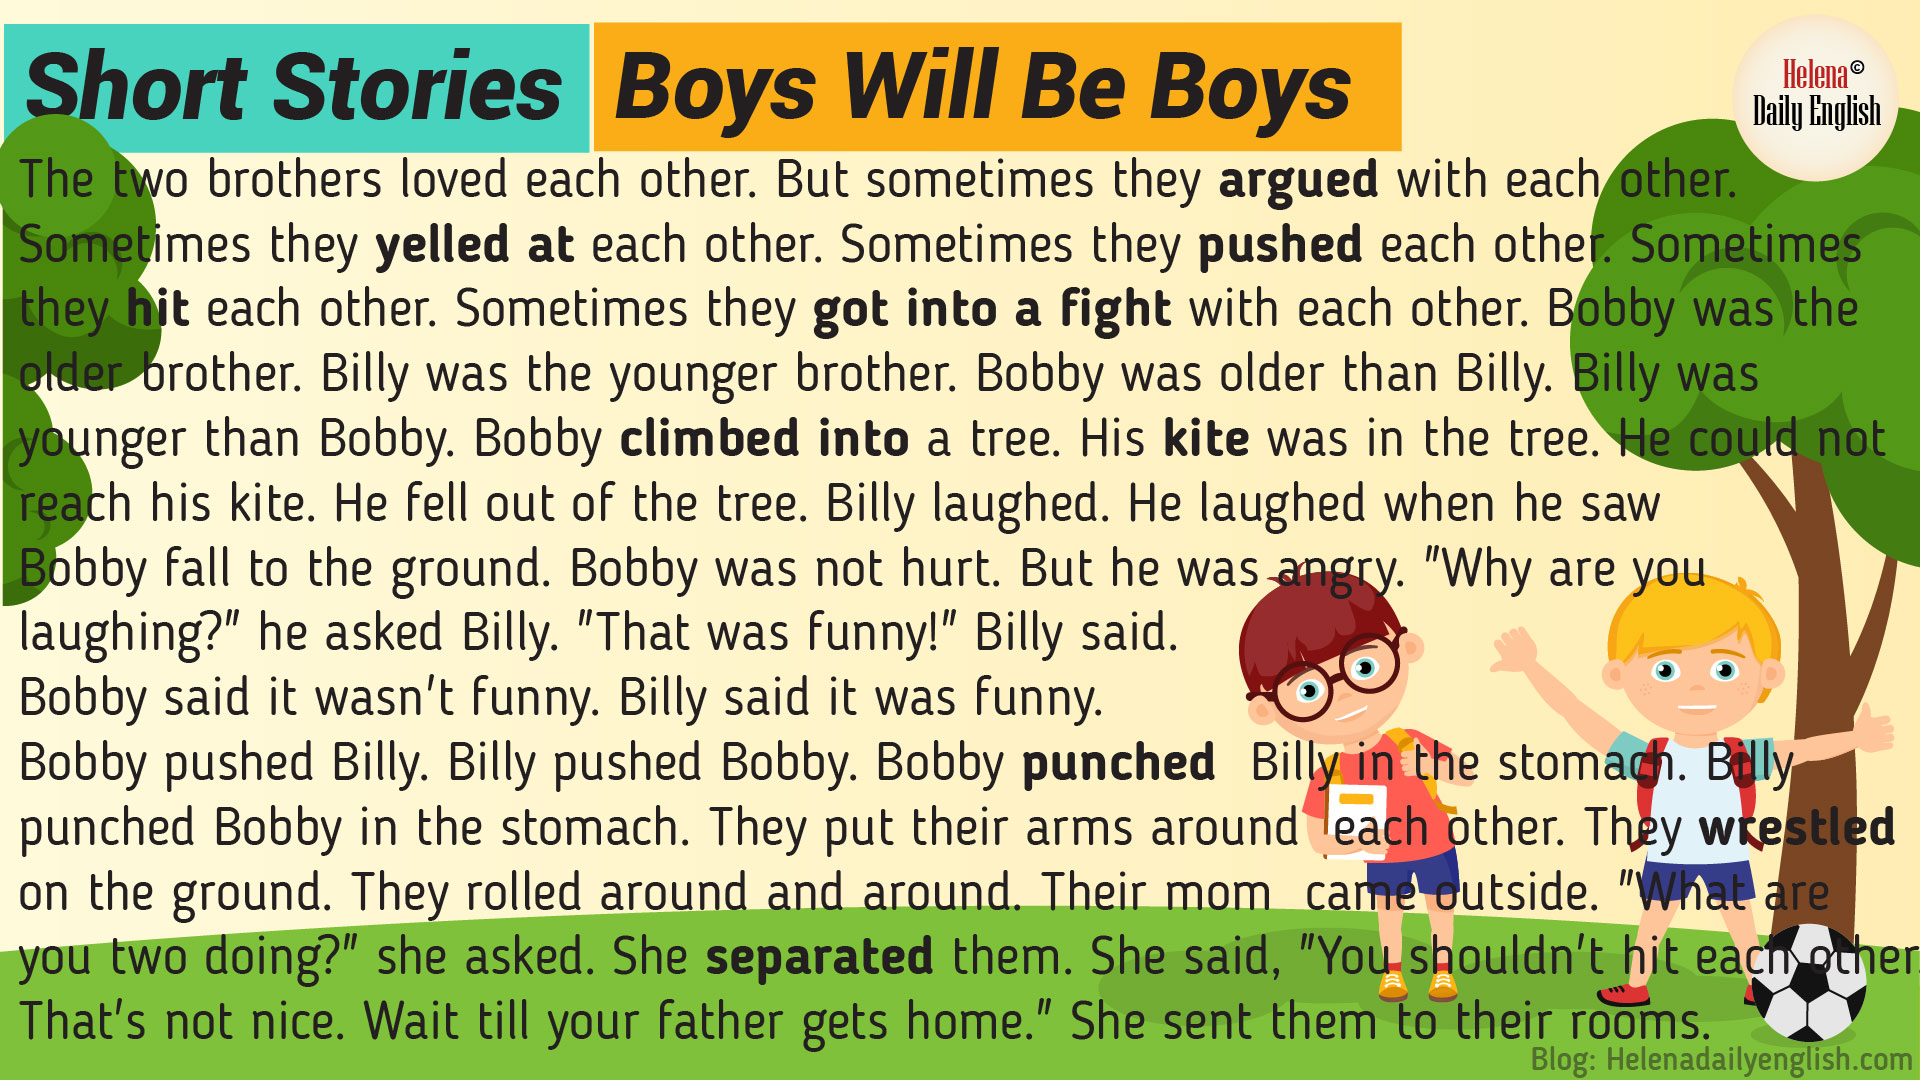 Short Stories Boys Will Be Boys
Helena©
Daily English
The two brothers loved each other. But sometimes they argued with each other.
Sometimes they yelled at each other. Sometimes they pushed each other. Sometimes
they hit each other. Sometimes they got into a fight with each other. Bobby was the
older brother. Billy was the younger brother. Bobby was older than Billy. Billy was
younger than Bobby. Bobby climbed into a tree. His kite was in the tree. He could not
reach his kite. He fell out of the tree. Billy laughed. He laughed when he saw
Bobby fall to the ground. Bobby was not hurt. But he was angry. "Why are you
laughing?" he asked Billy. "That was funny!" Billy said.
Bobby said it wasn't funny. Billy said it was funny.
Bobby pushed Billy. Billy pushed Bobby. Bobby punched Billy in the stomach. Billy
punched Bobby in the stomach. They put their arms around each other. They wrestled
on the ground. They rolled around and around. Their mom came outside. "What are
you two doing?" she asked. She separated them. She said, "You shouldn't hit each other.
That's not nice. Wait till your father gets home." She sent them to their rooms.
Blog: Helenadailyenglish.com